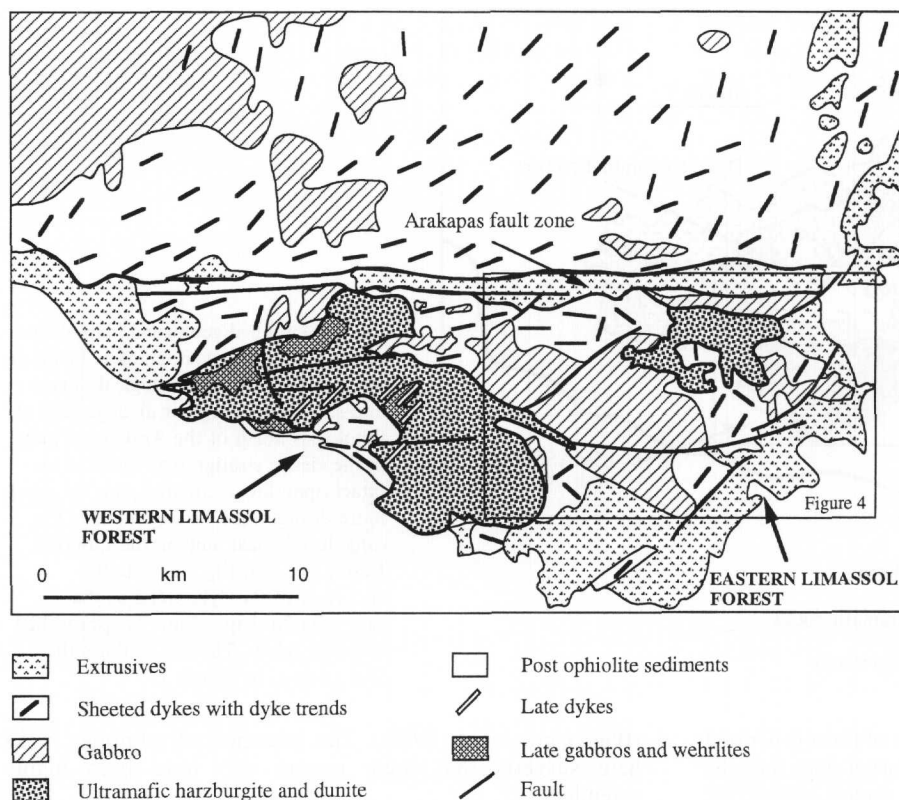 Arakapas fault zone
Figure 4
WESTERN LIMASSOL
FOREST
EASTERN LIMASSOL
FOREST
0 km 10
Extrusives
Sheeted dykes with dyke trends
Gabbro
Ultramafic harzburgite and dunite
Post ophiolite sediments
Late dykes
Late gabbros and wehrlites
Fault